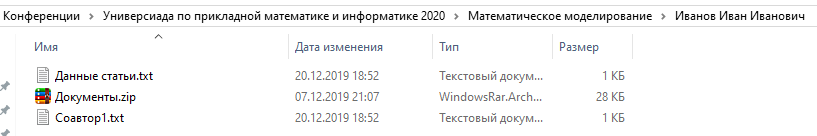 Конференции > Универсиада по прикладной математике и информатике 2020 > Математическое моделирование > Иванов Иван Иванович
Имя Дата изменения Тип Размер
Данные статьи.txt 20.12.2019 18:52 Текстовый докум... 1 КБ
Документы.zip 07.12.2019 21:07 WindowsRar.Arch... 28 КБ
Соавтор1.txt 20.12.2019 18:52 Текстовый докум... 1 КБ